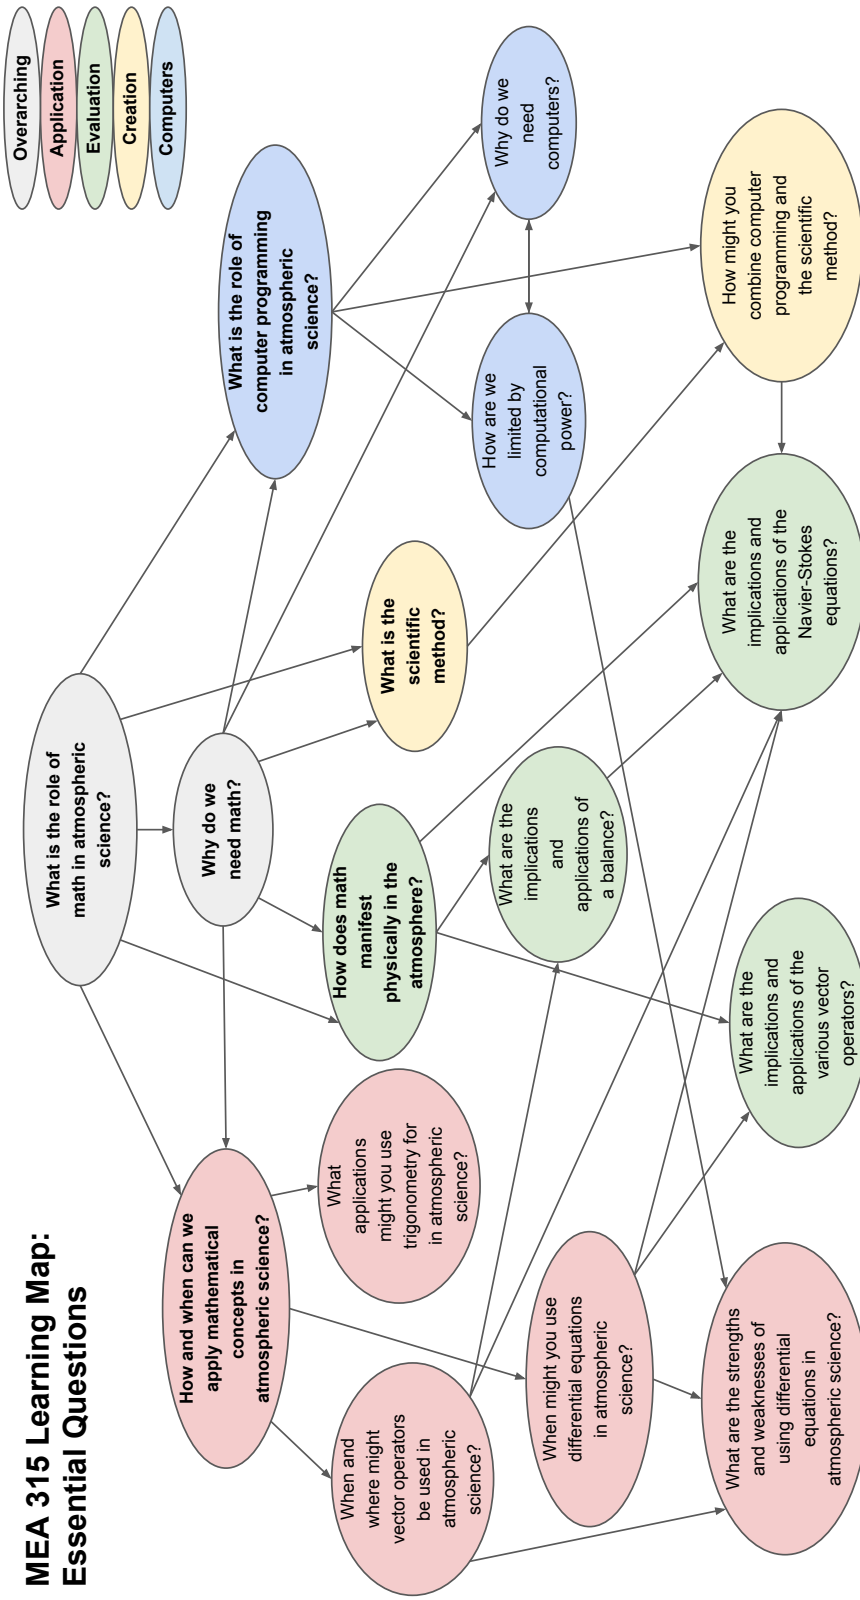 MEA 315 Learning Map:
Essential Questions
Overarching
Application
Evaluation
Creation
Computers
What is the role of
math in atmospheric
science?
Why do we
need math?
How and when can we
apply mathematical
concepts in
atmospheric science?
What is the role of
computer programming
in atmospheric
science?
How does math
manifest
physically in the
atmosphere?
What is the
scientific
method?
What
applications
might you use
trigonometry for
in atmospheric
science?
When and
where might
vector operators
be used in
atmospheric
science?
How are we
limited by
computational
power?
Why do we
need
computers?
What are the
implications
and
applications of
a balance?
When might you use
differential equations
in atmospheric
science?
What are the strengths
and weaknesses of
using differential
equations in
atmospheric science?
What are the
implications and
applications of the
various vector
operators?
What are the
implications and
applications of the
Navier-Stokes
equations?
How might you
combine computer
programming and
the scientific
method?